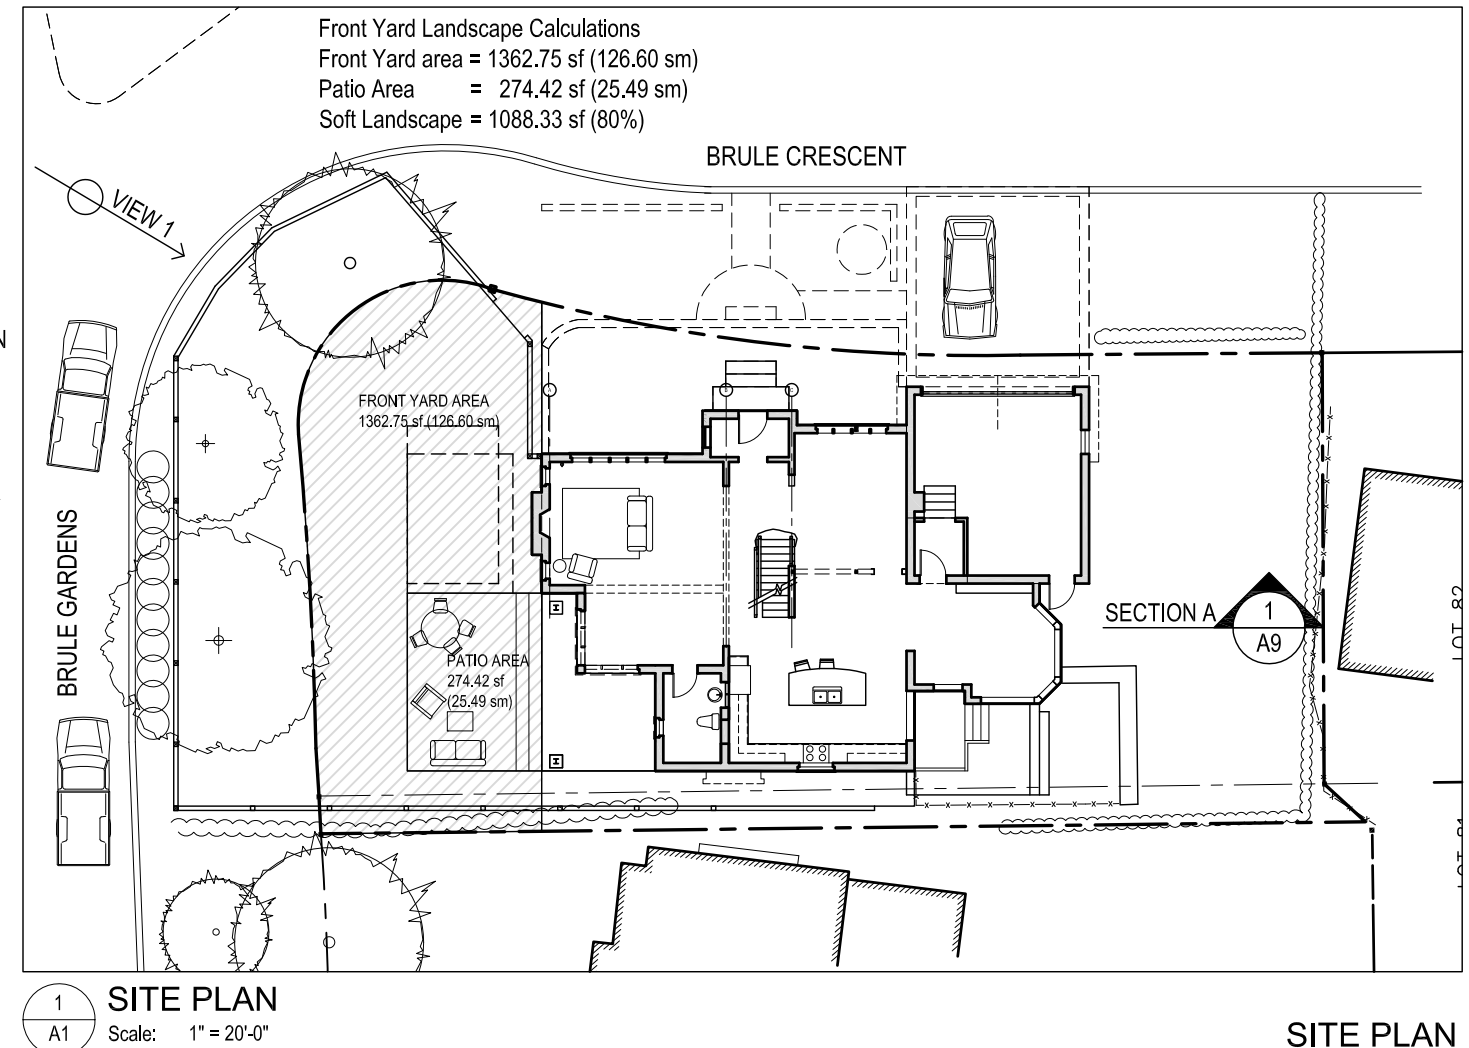 Front Yard Landscape Calculations
Front Yard area = 1362.75 sf (126.60 sm)
Patio Area = 274.42 sf (25.49 sm)
Soft Landscape = 1088.33 sf (80%)
BRULE CRESCENT
VIEW 1
N
FRONT YARD AREA
1362.75 sf (126.60 sm)
BRULE GARDENS
PATIO AREA
274.42 sf
(25.49 sm)
SECTION A
1
A9
LOT 82
H
H
1
A1
SITE PLAN
Scale: 1" = 20'-0"
SITE PLAN